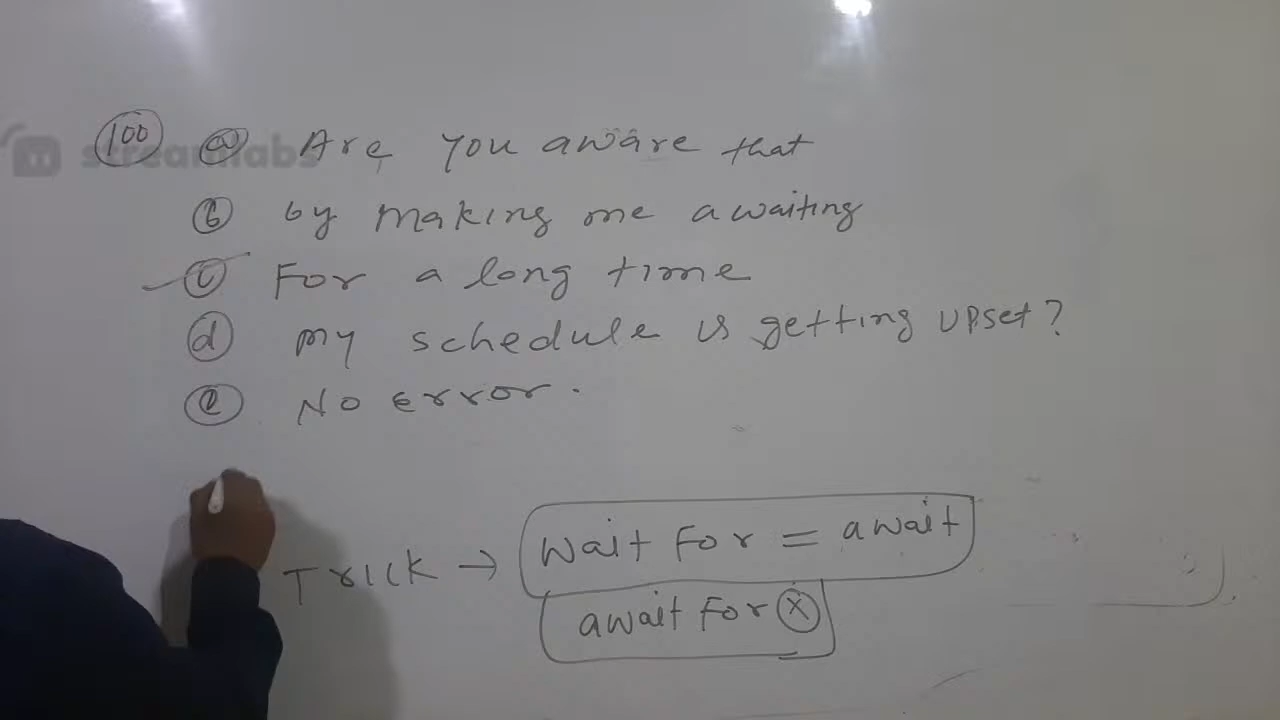 100 a Are you aware that
streamlabs
b by making me awaiting
c For a long time
d my schedule is getting upset?
e No error.
TRICK → Wait For = await
await For X